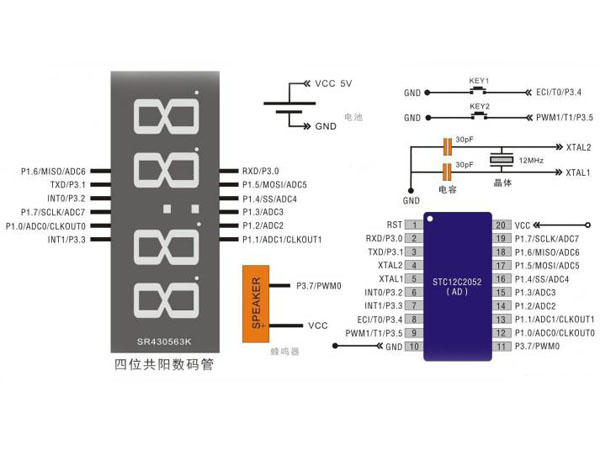 P1.6/MISO/ADC6
TXD/P3.1
INT0/P3.2
P1.7/SCLK/ADC7
P1.0/ADC0/CLKOUT0
INT1/P3.3
RXD/P3.0
P1.5/MOSI/ADC5
P1.4/SS/ADC4
P1.3/ADC3
P1.2/ADC2
P1.1/ADC1/CLKOUT1
SR430563K
四位共阳数码管
VCC 5V
电池
GND
SPEAKER
+
P3.7/PWM0
VCC
蜂鸣器
KEY1
GND
ECI/T0/P3.4
KEY2
GND
PWM1/T1/P3.5
30pF
XTAL2
12MHz
30pF
XTAL1
电容
晶体
GND
RST 1
RXD/P3.0 2
TXD/P3.1 3
XTAL2 4
XTAL1 5
INT0/P3.2 6
INT1/P3.3 7
ECI/T0/P3.4 8
PWM1/T1/P3.5 9
GND 10
STC12C2052
(AD)
20 VCC
19 P1.7/SCLK/ADC7
18 P1.6/MISO/ADC6
17 P1.5/MOSI/ADC5
16 P1.4/SS/ADC4
15 P1.3/ADC3
14 P1.2/ADC2
13 P1.1/ADC1/CLKOUT1
12 P1.0/ADC0/CLKOUT0
11 P3.7/PWM0